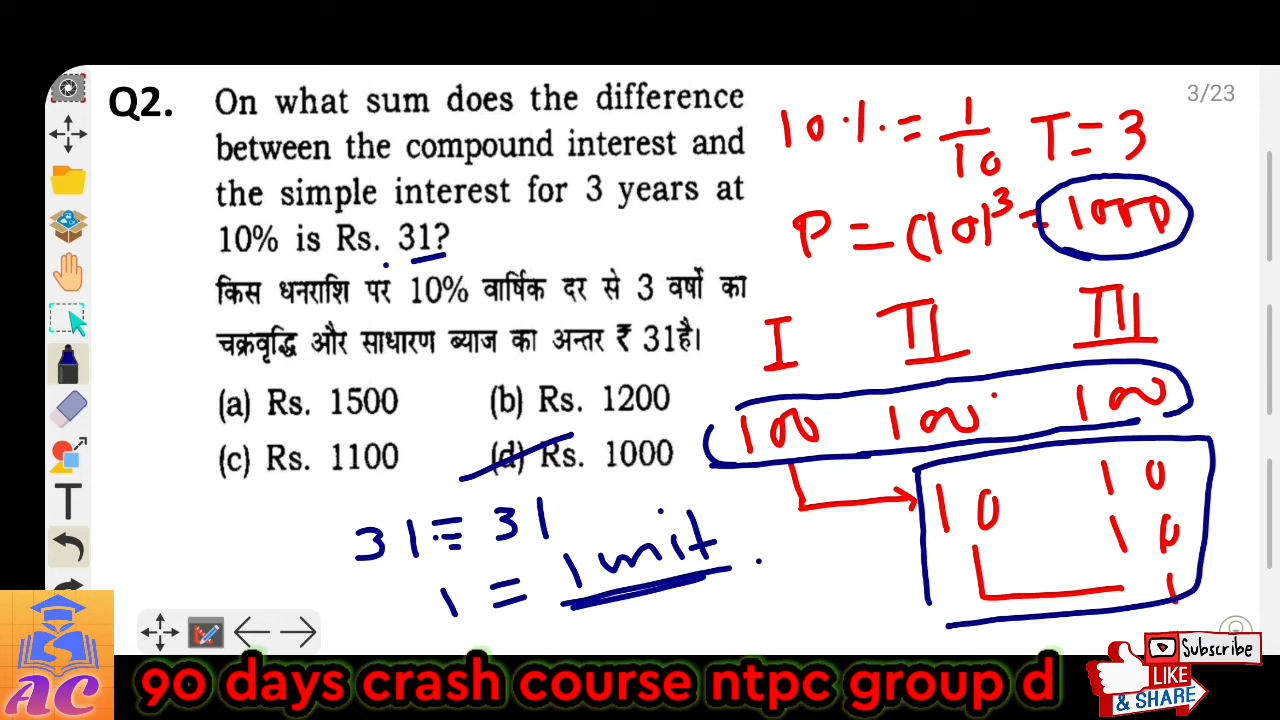 3/23
Q2. On what sum does the difference
between the compound interest and
the simple interest for 3 years at
10% is Rs. 31?
किस धनराशि पर 10% वार्षिक दर से 3 वर्षों का
चक्रवृद्धि और साधारण ब्याज का अन्तर ₹ 31है।
(a) Rs. 1500 (b) Rs. 1200
(c) Rs. 1100 (d) Rs. 1000
31 = 31
1 = 1 unit
10% = 1/10 T = 3
P = (10)³ = 1000
I II III
100 100 100
10 10
10
1
T
AC
90 days crash course ntpc group d
Subscribe
LIKE
& SHARE